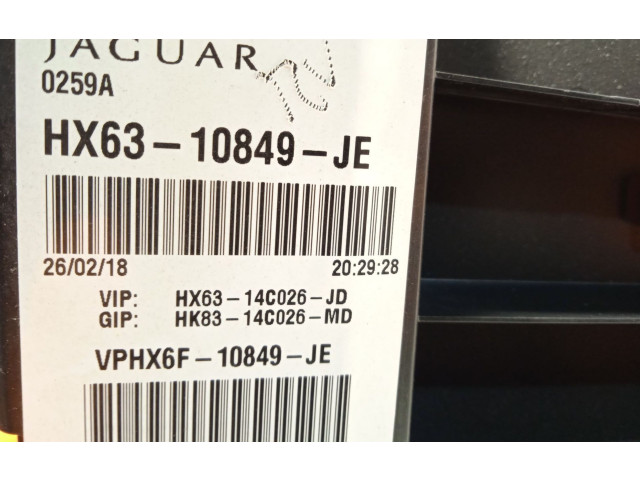 JAGUAR
0259A
HX63-10849-JE
26/02/18 20:29:28
VIP: HX63-14C026-JD
GIP: HK83-14C026-MD
VPHX6F-10849-JE